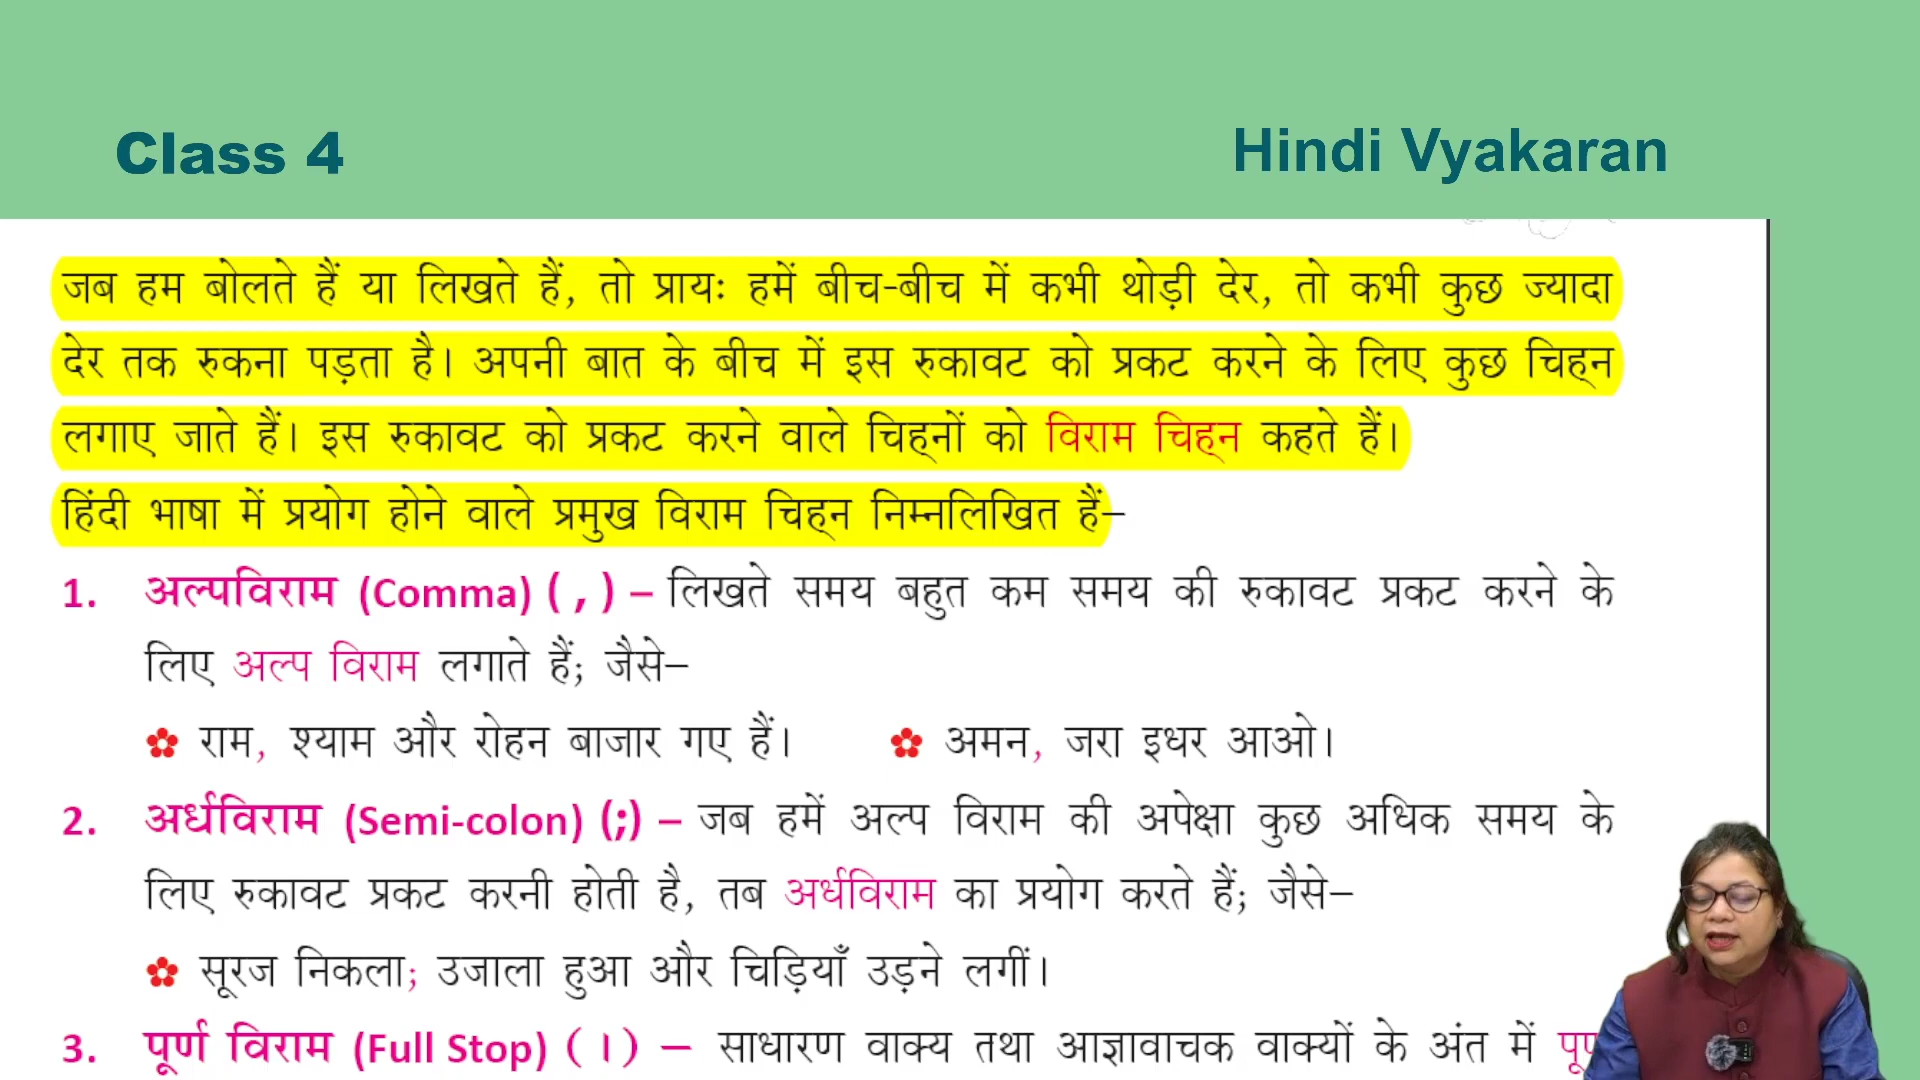 Class 4
Hindi Vyakaran
जब हम बोलते हैं या लिखते हैं, तो प्रायः हमें बीच-बीच में कभी थोड़ी देर, तो कभी कुछ ज्यादा
देर तक रुकना पड़ता है। अपनी बात के बीच में इस रुकावट को प्रकट करने के लिए कुछ चिह्न
लगाए जाते हैं। इस रुकावट को प्रकट करने वाले चिह्नों को विराम चिह्न कहते हैं।
हिंदी भाषा में प्रयोग होने वाले प्रमुख विराम चिह्न निम्नलिखित हैं–
1. अल्पविराम (Comma) ( , ) – लिखते समय बहुत कम समय की रुकावट प्रकट करने के
लिए अल्प विराम लगाते हैं; जैसे–
राम, श्याम और रोहन बाजार गए हैं। अमन, जरा इधर आओ।
2. अर्धविराम (Semi-colon) (;) – जब हमें अल्प विराम की अपेक्षा कुछ अधिक समय के
लिए रुकावट प्रकट करनी होती है, तब अर्धविराम का प्रयोग करते हैं; जैसे–
सूरज निकला; उजाला हुआ और चिड़ियाँ उड़ने लगीं।
3. पूर्ण विराम (Full Stop) ( । ) – साधारण वाक्य तथा आज्ञावाचक वाक्यों के अंत में